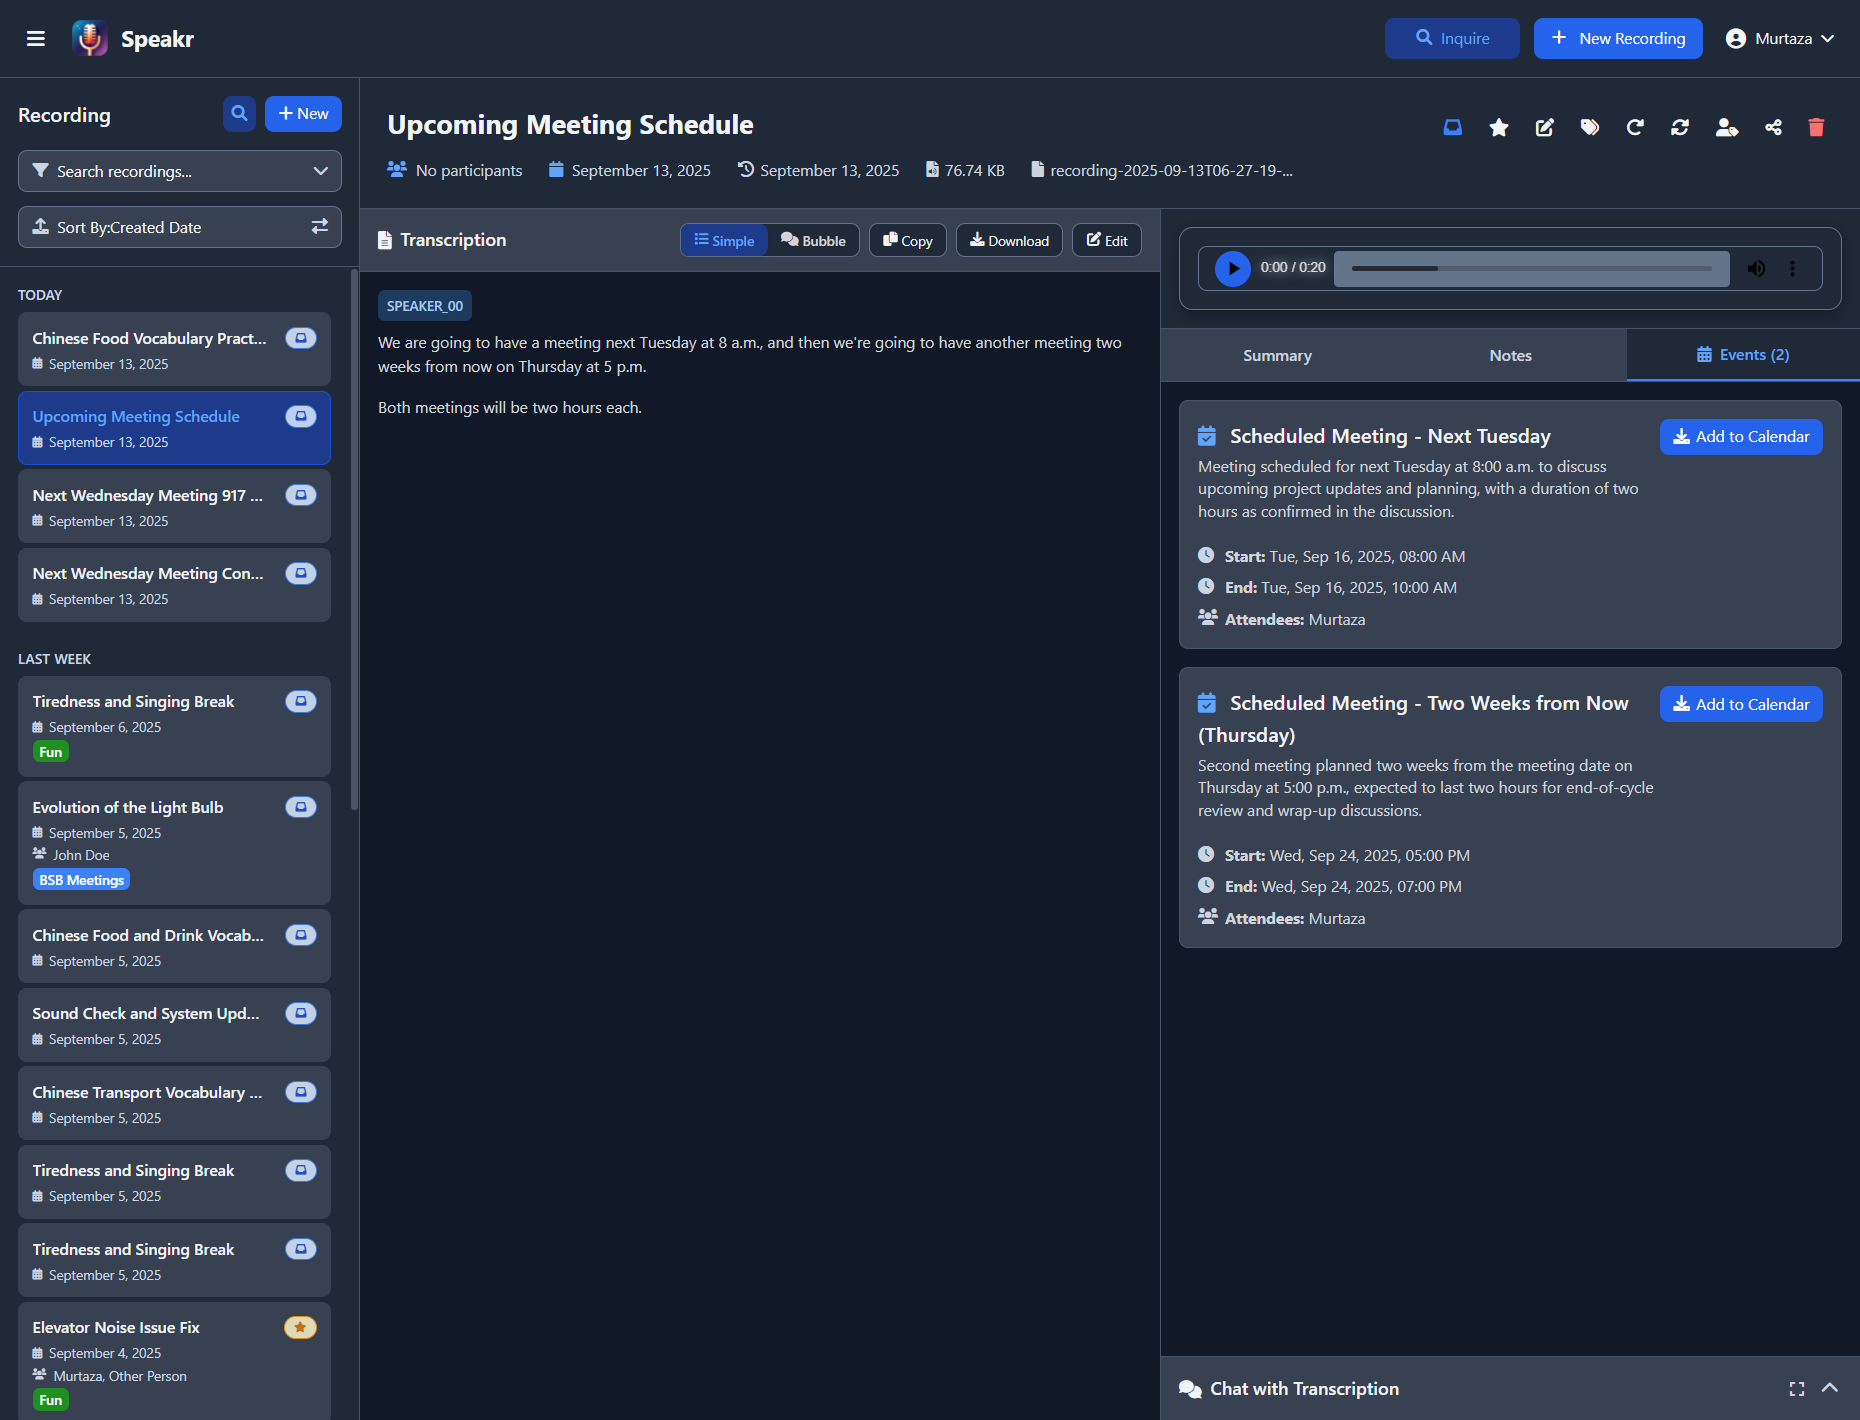 Speakr
Inquire
New Recording
Murtaza
Recording
New
Search recordings...
Sort By:Created Date
TODAY
Chinese Food Vocabulary Pract...
September 13, 2025
Upcoming Meeting Schedule
September 13, 2025
Next Wednesday Meeting 917 ...
September 13, 2025
Next Wednesday Meeting Con...
September 13, 2025
LAST WEEK
Tiredness and Singing Break
September 6, 2025
Fun
Evolution of the Light Bulb
September 5, 2025
John Doe
BSB Meetings
Chinese Food and Drink Vocab...
September 5, 2025
Sound Check and System Upd...
September 5, 2025
Chinese Transport Vocabulary ...
September 5, 2025
Tiredness and Singing Break
September 5, 2025
Tiredness and Singing Break
September 5, 2025
Elevator Noise Issue Fix
September 4, 2025
Murtaza, Other Person
Fun
Upcoming Meeting Schedule
No participants September 13, 2025 September 13, 2025 76.74 KB recording-2025-09-13T06-27-19-...
Transcription
Simple Bubble Copy Download Edit
SPEAKER_00
We are going to have a meeting next Tuesday at 8 a.m., and then we're going to have another meeting two
weeks from now on Thursday at 5 p.m.
Both meetings will be two hours each.
0:00 / 0:20
Summary Notes Events (2)
Scheduled Meeting - Next Tuesday
Add to Calendar
Meeting scheduled for next Tuesday at 8:00 a.m. to discuss
upcoming project updates and planning, with a duration of two
hours as confirmed in the discussion.
Start: Tue, Sep 16, 2025, 08:00 AM
End: Tue, Sep 16, 2025, 10:00 AM
Attendees: Murtaza
Scheduled Meeting - Two Weeks from Now
(Thursday)
Add to Calendar
Second meeting planned two weeks from the meeting date on
Thursday at 5:00 p.m., expected to last two hours for end-of-cycle
review and wrap-up discussions.
Start: Wed, Sep 24, 2025, 05:00 PM
End: Wed, Sep 24, 2025, 07:00 PM
Attendees: Murtaza
Chat with Transcription